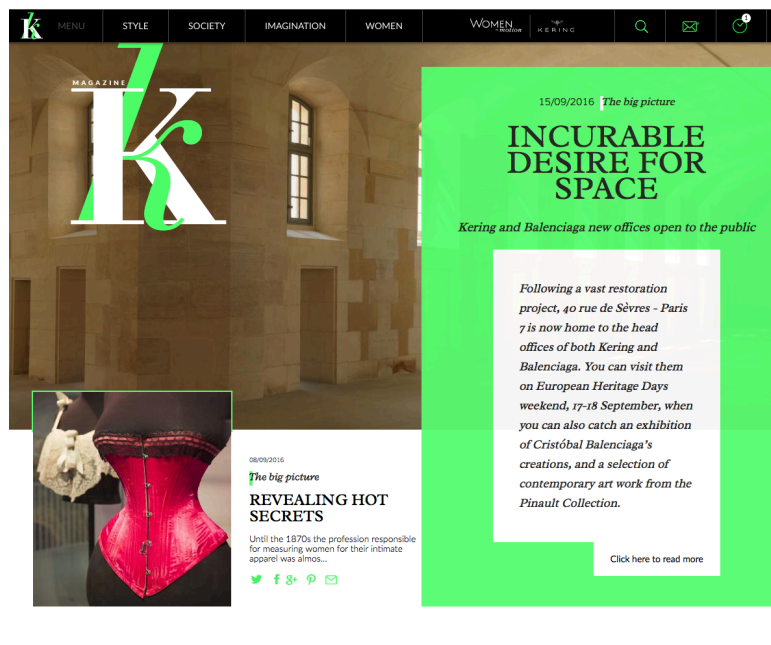 k
K
MENU
STYLE
SOCIETY
IMAGINATION
WOMEN
WOMEN
in motion
KERING
1
MAGAZINE
k
K
15/09/2016 The big picture
INCURABLE
DESIRE FOR
SPACE
Kering and Balenciaga new offices open to the public
Following a vast restoration
project, 40 rue de Sèvres - Paris
7 is now home to the head
offices of both Kering and
Balenciaga. You can visit them
on European Heritage Days
weekend, 17-18 September, when
you can also catch an exhibition
of Cristóbal Balenciaga's
creations, and a selection of
contemporary art work from the
Pinault Collection.
Click here to read more
08/09/2016
The big picture
REVEALING HOT
SECRETS
Until the 1870s the profession responsible
for measuring women for their intimate
apparel was almos...